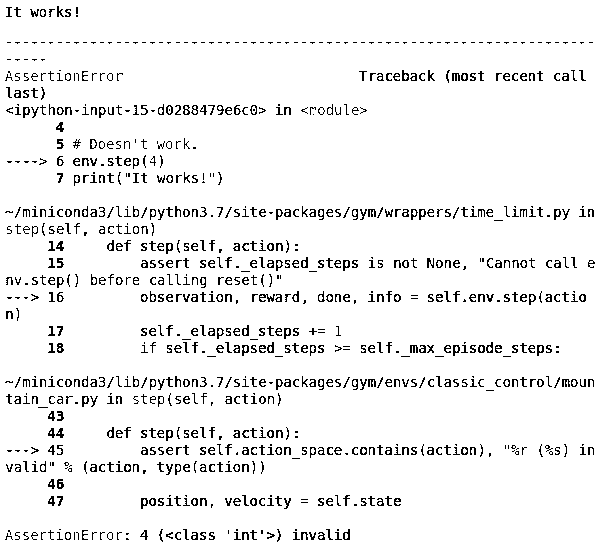 It works!
---------------------------------------------------------------------------
AssertionError                            Traceback (most recent call
last)
<ipython-input-15-d0288479e6c0> in <module>
      4
      5 # Doesn't work.
----> 6 env.step(4)
      7 print("It works!")
~/miniconda3/lib/python3.7/site-packages/gym/wrappers/time_limit.py in
step(self, action)
     14     def step(self, action):
     15         assert self._elapsed_steps is not None, "Cannot call e
nv.step() before calling reset()"
---> 16         observation, reward, done, info = self.env.step(actio
n)
     17         self._elapsed_steps += 1
     18         if self._elapsed_steps >= self._max_episode_steps:
~/miniconda3/lib/python3.7/site-packages/gym/envs/classic_control/moun
tain_car.py in step(self, action)
     43
     44     def step(self, action):
---> 45         assert self.action_space.contains(action), "%r (%s) in
valid" % (action, type(action))
     46
     47         position, velocity = self.state
AssertionError: 4 (<class 'int'>) invalid